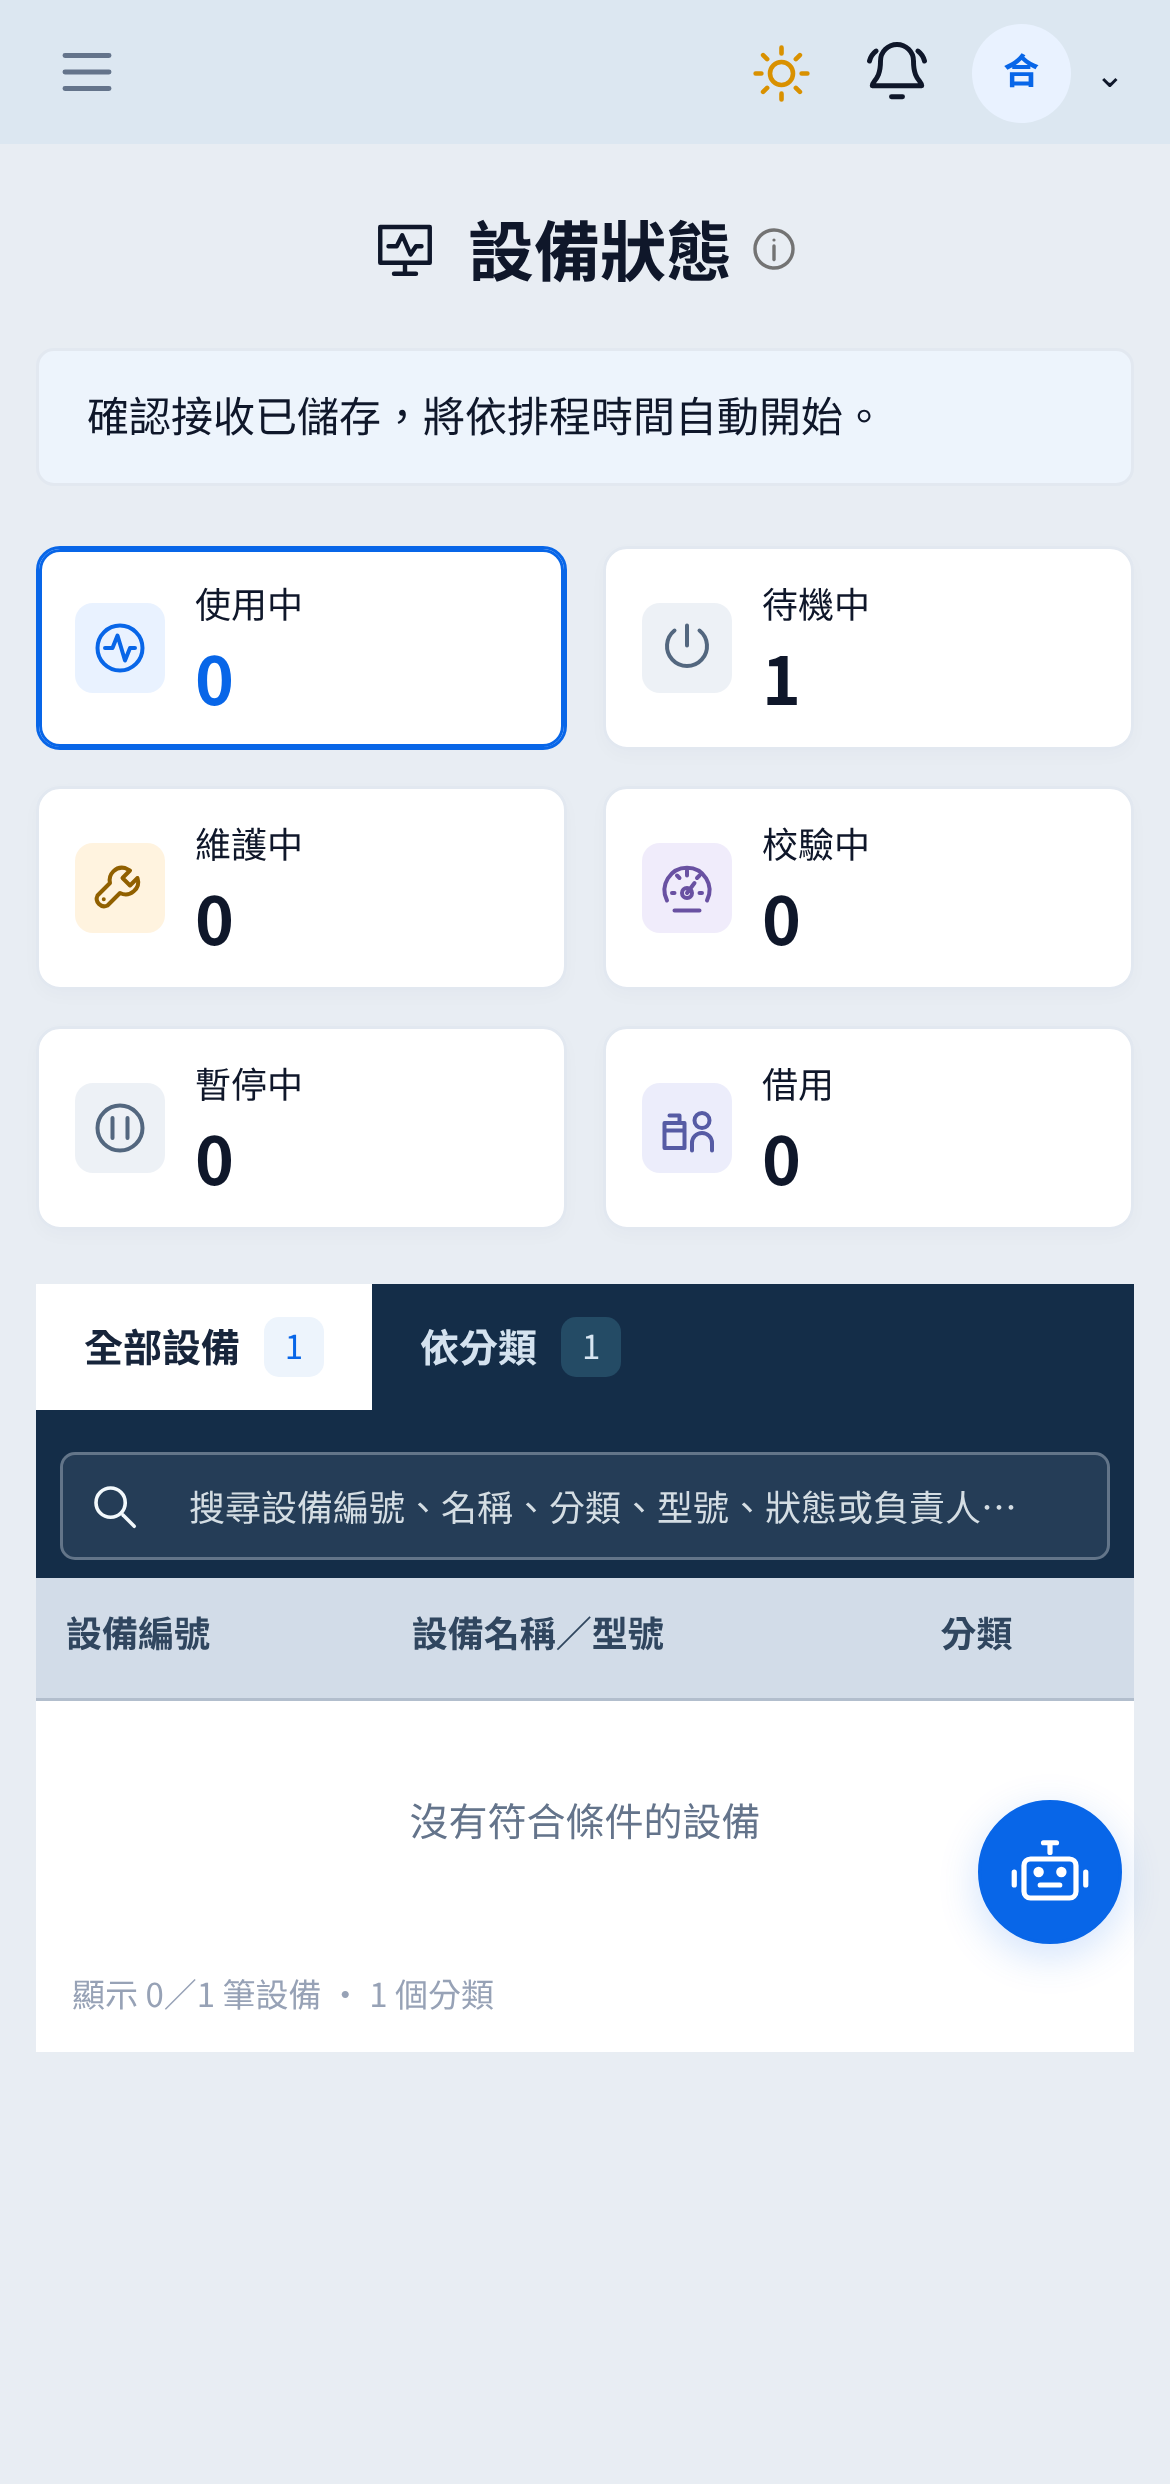 合
設備狀態
確認接收已儲存，將依排程時間自動開始。
使用中
0
待機中
1
維護中
0
校驗中
0
暫停中
0
借用
0
全部設備 1
依分類 1
搜尋設備編號、名稱、分類、型號、狀態或負責人…
設備編號 設備名稱／型號 分類
沒有符合條件的設備
顯示 0／1 筆設備 • 1 個分類